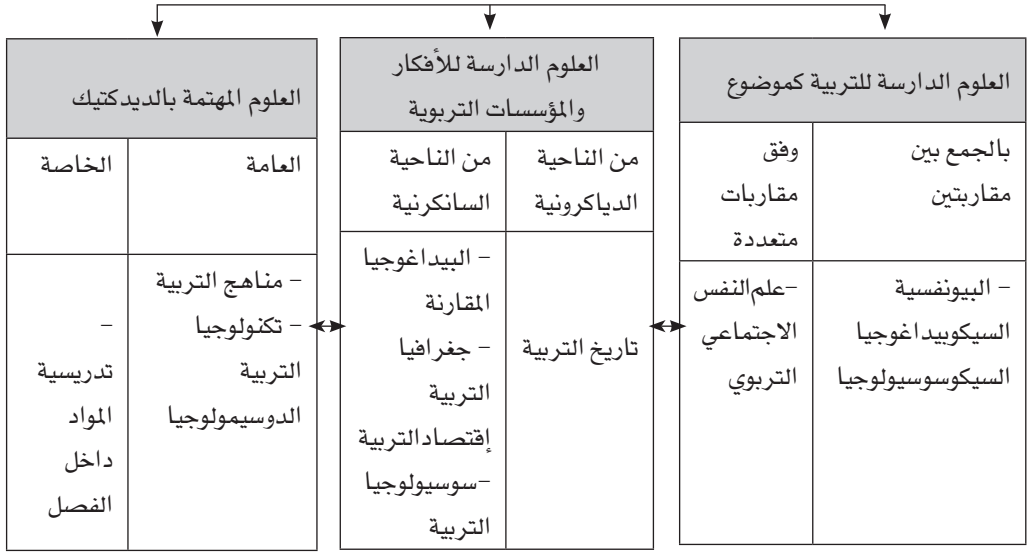 العلوم الدارسة للتربية كموضوع
بالجمع بين
مقاربتين
وفق
مقاربات
متعددة
– البيونفسية
السيكوبيداغوجيا
السيكوسوسيولوجيا
–علم النفس
الاجتماعي
التربوي
العلوم الدارسة للأفكار
والمؤسسات التربوية
من الناحية
الدياكرونية
من الناحية
السانكرنية
تاريخ التربية
– البيداغوجيا
المقارنة
– جغرافيا
التربية
إقتصاد التربية
–سوسيولوجيا
التربية
العلوم المهتمة بالديدكتيك
العامة
الخاصة
– مناهج التربية
– تكنولوجيا
التربية
الدوسيمولوجيا
–
تدريسية
المواد
داخل
الفصل